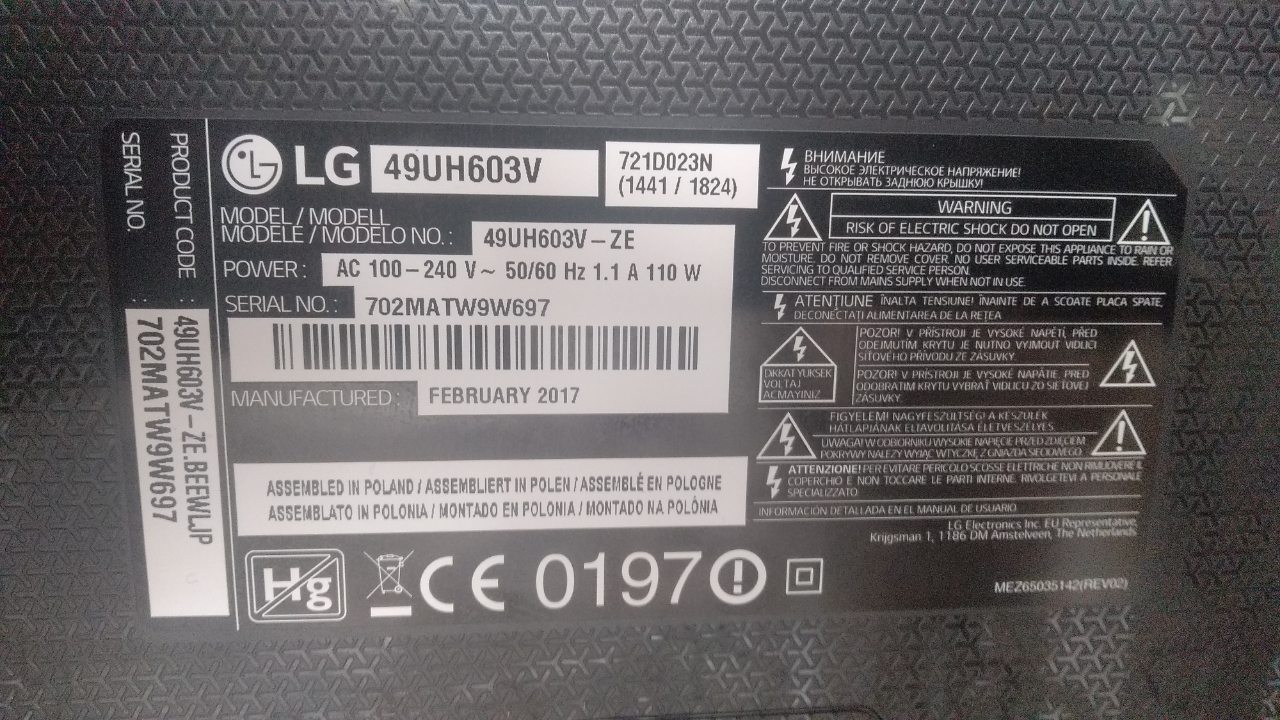 PRODUCT CODE : 49UH603V - ZE.BEEWLJP
SERIAL NO. : 702MATW9W697
LG 49UH603V
721D023N
(1441 / 1824)
MODEL / MODELL
MODELE / MODELO NO. : 49UH603V - ZE
POWER : AC 100 - 240 V ~ 50/60 Hz 1.1 A 110 W
SERIAL NO. : 702MATW9W697
MANUFACTURED : FEBRUARY 2017
ASSEMBLED IN POLAND / ASSEMBLIERT IN POLEN / ASSEMBLÉ EN POLOGNE
ASSEMBLATO IN POLONIA / MONTADO EN POLONIA / MONTADO NA POLÔNIA
Hg
CE 0197
ВНИМАНИЕ
ВЫСОКОЕ ЭЛЕКТРИЧЕСКОЕ НАПРЯЖЕНИЕ!
НЕ ОТКРЫВАТЬ ЗАДНЮЮ КРЫШКУ!
WARNING
RISK OF ELECTRIC SHOCK DO NOT OPEN
TO PREVENT FIRE OR SHOCK HAZARD, DO NOT EXPOSE THIS APPLIANCE TO RAIN OR
MOISTURE. DO NOT REMOVE COVER. NO USER SERVICEABLE PARTS INSIDE. REFER
SERVICING TO QUALIFIED SERVICE PERSON.
DISCONNECT FROM MAINS SUPPLY WHEN NOT IN USE.
ATENŢIUNE ÎNALTA TENSIUNE! ÎNAINTE DE A SCOATE PLACA SPATE,
DECONECTAŢI ALIMENTAREA DE LA REŢEA
DIKKAT YUKSEK
VOLTAJ
ACMAYINIZ
POZOR! V PŘÍSTROJI JE VYSOKÉ NAPĚTÍ, PŘED
ODEJMUTÍM KRYTU JE NUTNO VYJMOUT VIDLICI
SÍŤOVÉHO PŘÍVODU ZE ZÁSUVKY.
POZOR! V PRÍSTROJI JE VYSOKÉ NAPÄTIE, PRED
ODOBRATIM KRYTU VYBRAŤ VIDLICU ZO SIEŤOVEJ
ZÁSUVKY.
FIGYELEM! NAGYFESZÜLTSÉG! A KÉSZÜLÉK
HÁTLAPJÁNAK ELTÁVOLÍTÁSA ÉLETVESZÉLYES.
UWAGA! W ODBIORNIKU WYSOKIE NAPIĘCIE PRZED ZDJĘCIEM
POKRYWY NALEŻY WYJĄĆ WTYCZKĘ Z GNIAZDA SIECIOWEGO
ATTENZIONE! PER EVITARE PERICOLO SCOSSE ELETTRICHE NON RIMUOVERE IL
COPERCHIO E NON TOCCARE LE PARTI INTERNE. RIVOLGETEVI A PERSONALE
SPECIALIZZATO
INFORMACIÓN DETALLADA EN EL MANUAL DE USUARIO
LG Electronics Inc. EU Representative,
Krijgsman 1, 1186 DM Amstelveen, The Netherlands
MEZ65035142(REV02)